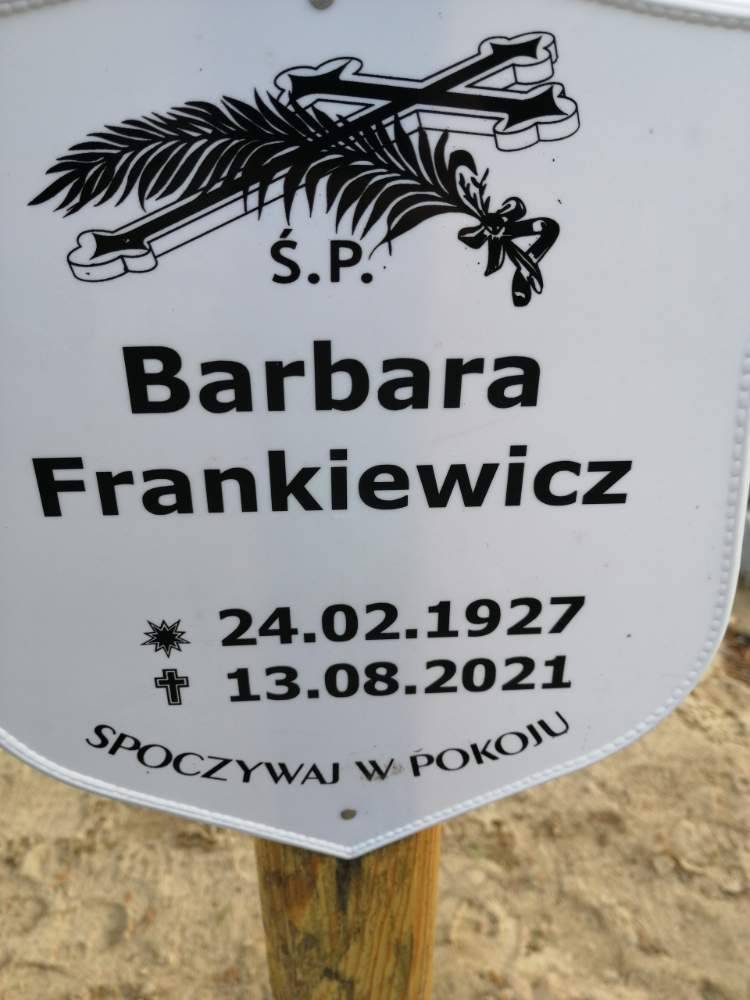 Ś.P.
Barbara
Frankiewicz
24.02.1927
13.08.2021
SPOCZYWAJ W POKOJU